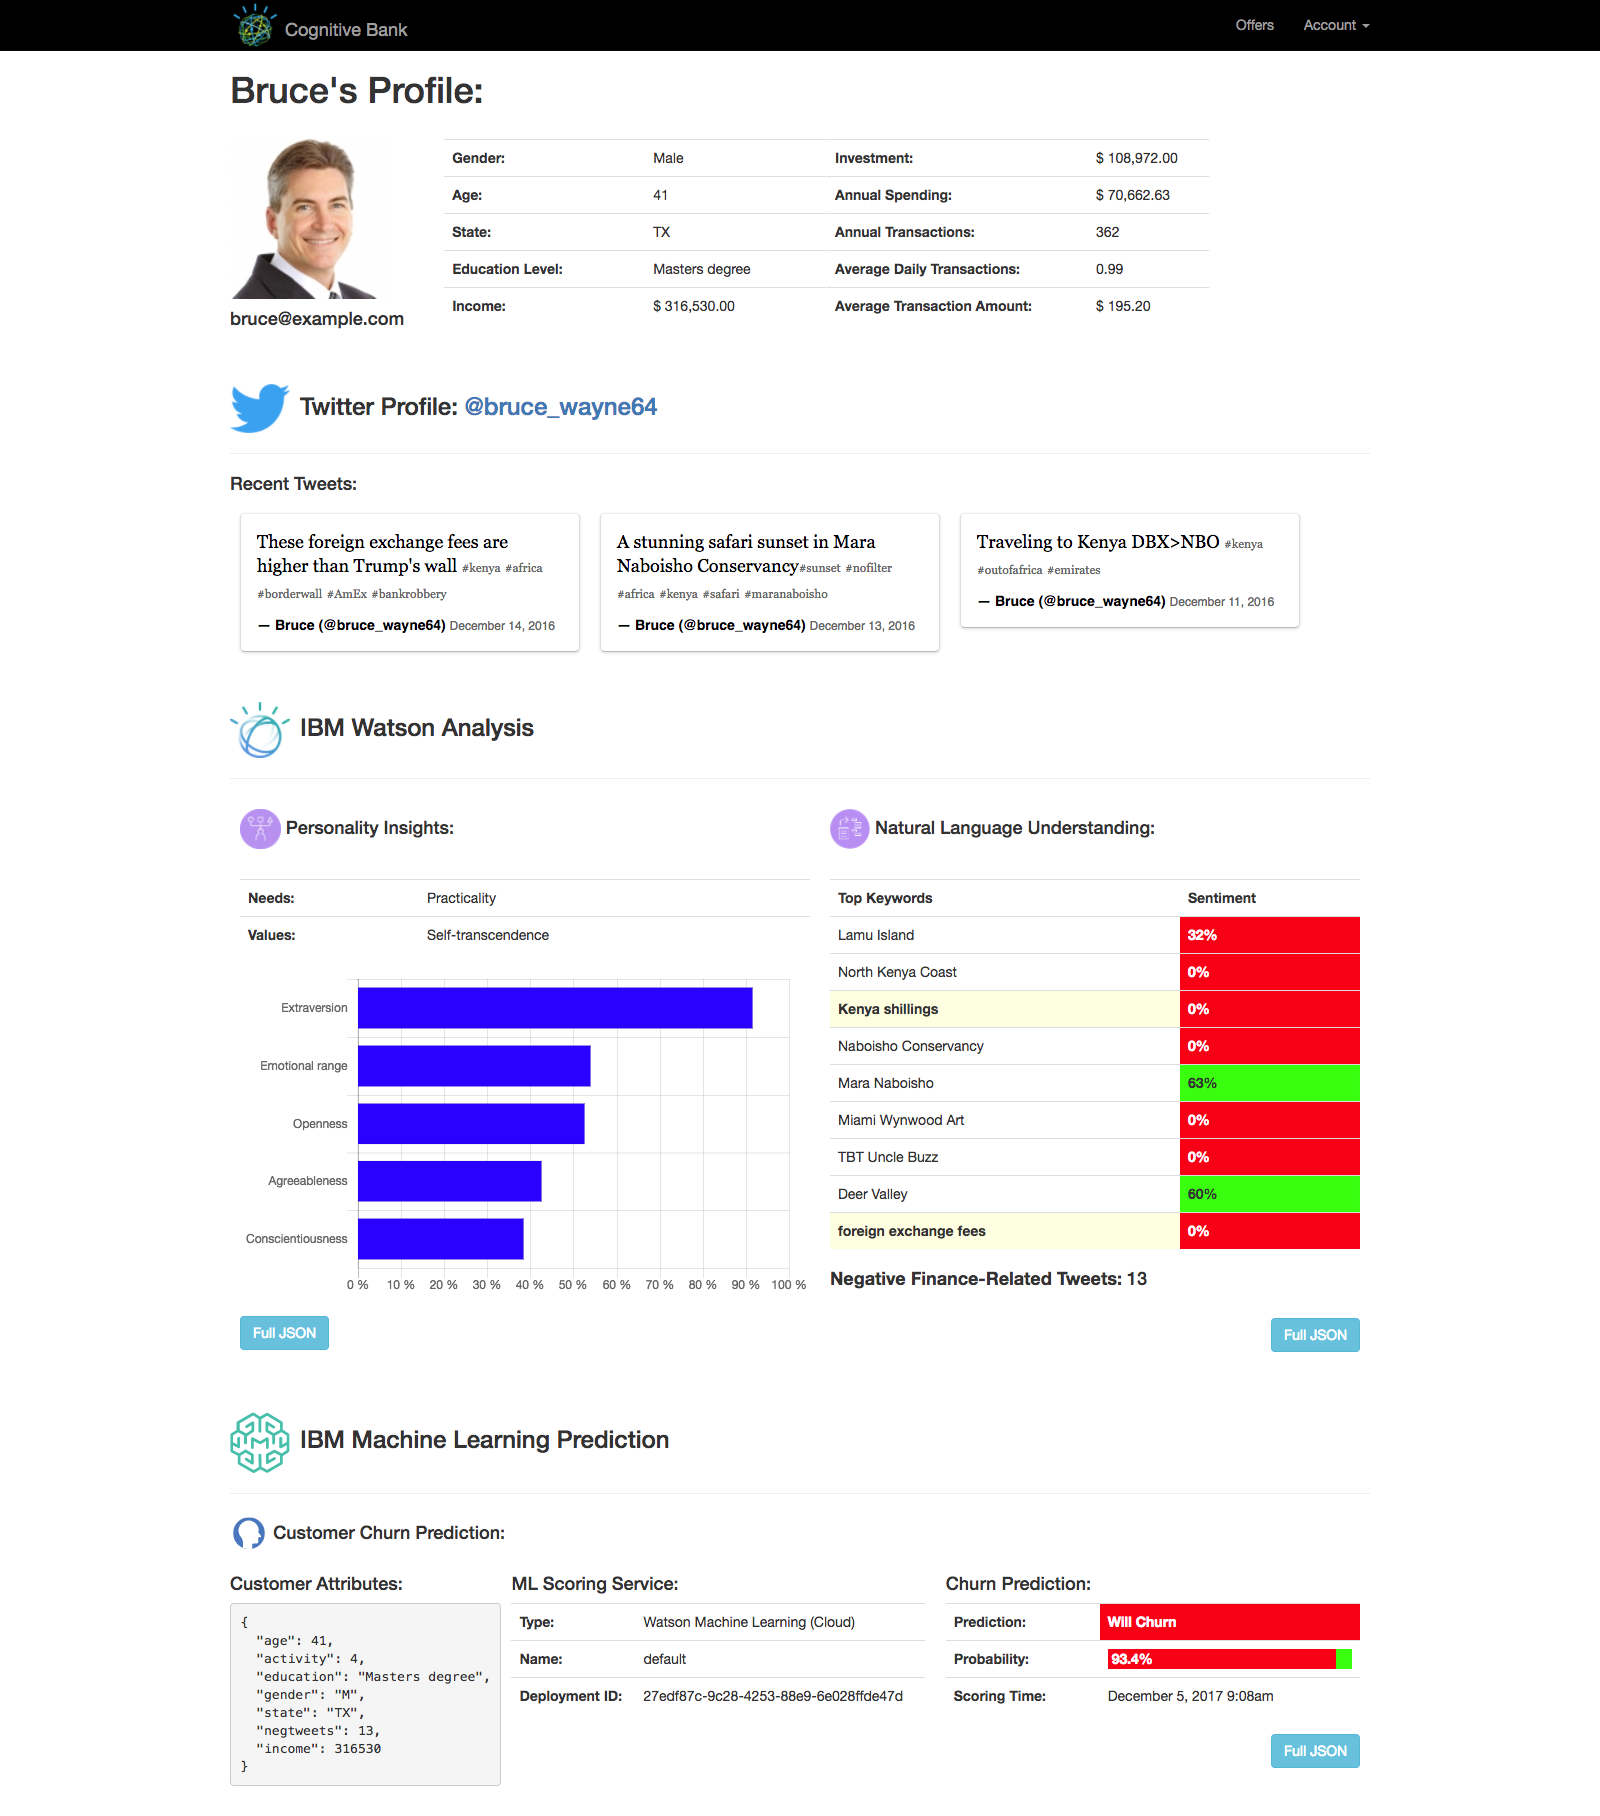 Cognitive Bank
Offers
Account
Bruce's Profile:
Gender: Male Investment: $ 108,972.00
Age: 41 Annual Spending: $ 70,662.63
State: TX Annual Transactions: 362
Education Level: Masters degree Average Daily Transactions: 0.99
Income: $ 316,530.00 Average Transaction Amount: $ 195.20
bruce@example.com
Twitter Profile: @bruce_wayne64
Recent Tweets:
These foreign exchange fees are
higher than Trump's wall #kenya #africa
#borderwall #AmEx #bankrobbery
— Bruce (@bruce_wayne64) December 14, 2016
A stunning safari sunset in Mara
Naboisho Conservancy#sunset #nofilter
#africa #kenya #safari #maranaboisho
— Bruce (@bruce_wayne64) December 13, 2016
Traveling to Kenya DBX>NBO #kenya
#outofafrica #emirates
— Bruce (@bruce_wayne64) December 11, 2016
IBM Watson Analysis
Personality Insights:
Needs: Practicality
Values: Self-transcendence
Extraversion
Emotional range
Openness
Agreeableness
Conscientiousness
0 % 10 % 20 % 30 % 40 % 50 % 60 % 70 % 80 % 90 % 100 %
Full JSON
Natural Language Understanding:
Top Keywords Sentiment
Lamu Island 32%
North Kenya Coast 0%
Kenya shillings 0%
Naboisho Conservancy 0%
Mara Naboisho 63%
Miami Wynwood Art 0%
TBT Uncle Buzz 0%
Deer Valley 60%
foreign exchange fees 0%
Negative Finance-Related Tweets: 13
Full JSON
IBM Machine Learning Prediction
Customer Churn Prediction:
Customer Attributes:
{
"age": 41,
"activity": 4,
"education": "Masters degree",
"gender": "M",
"state": "TX",
"negtweets": 13,
"income": 316530
}
ML Scoring Service:
Type: Watson Machine Learning (Cloud)
Name: default
Deployment ID: 27edf87c-9c28-4253-88e9-6e028ffde47d
Churn Prediction:
Prediction: Will Churn
Probability: 93.4%
Scoring Time: December 5, 2017 9:08am
Full JSON